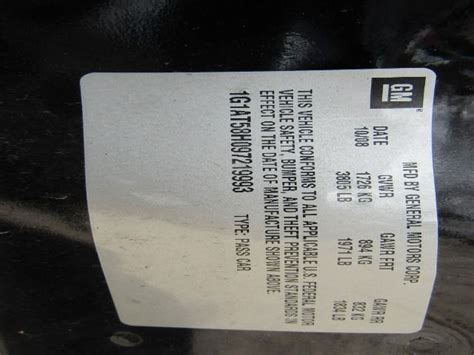 GM
MFD BY GENERAL MOTORS CORP.
DATE GVWR GAWR FRT GAWR RR
10/08 1726 KG 894 KG 832 KG
3805 LB 1971 LB 1834 LB
THIS VEHICLE CONFORMS TO ALL APPLICABLE U.S. FEDERAL MOTOR
VEHICLE SAFETY, BUMPER, AND THEFT PREVENTION STANDARDS IN
EFFECT ON THE DATE OF MANUFACTURE SHOWN ABOVE.
1G1AT58H097219993 TYPE: PASS CAR